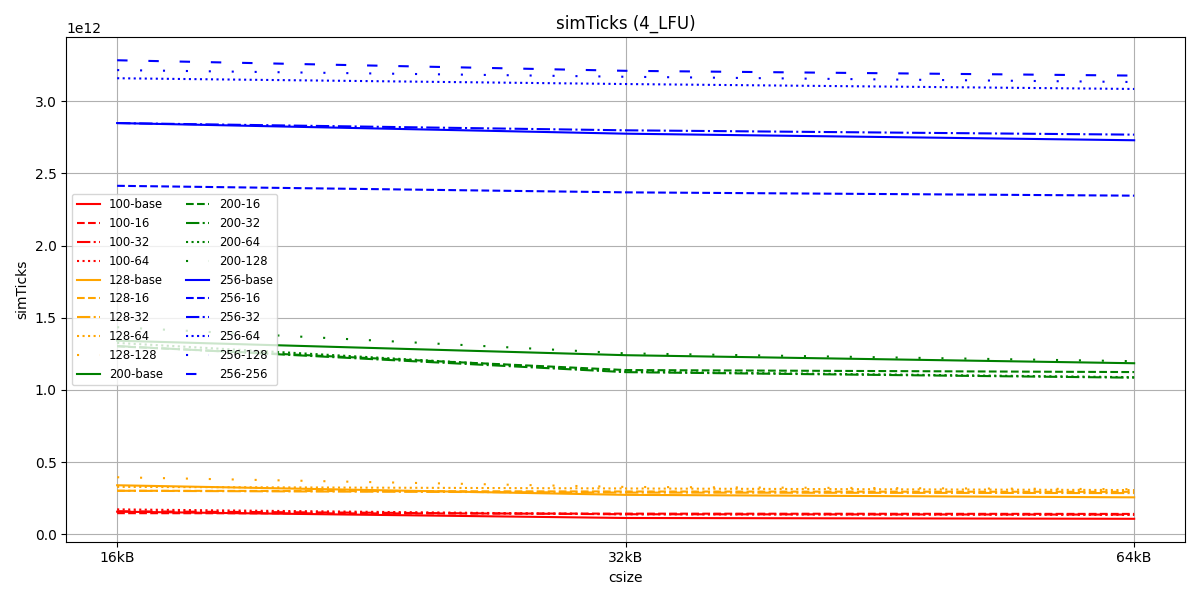 simTicks (4_LFU)
1e12
3.0
2.5
2.0
1.5
1.0
0.5
0.0
simTicks
100-base
100-16
100-32
100-64
128-base
128-16
128-32
128-64
128-128
200-base
200-16
200-32
200-64
200-128
256-base
256-16
256-32
256-64
256-128
256-256
16kB
32kB
64kB
csize